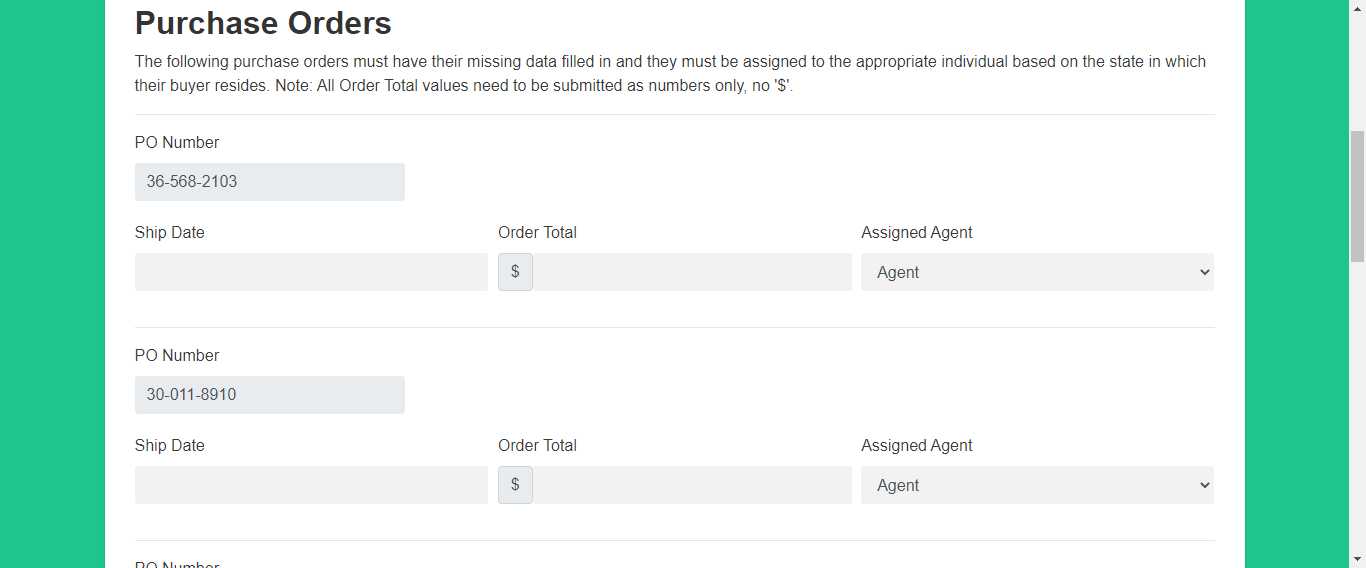 Purchase Orders
The following purchase orders must have their missing data filled in and they must be assigned to the appropriate individual based on the state in which
their buyer resides. Note: All Order Total values need to be submitted as numbers only, no '$'.
PO Number
36-568-2103
Ship Date
Order Total
Assigned Agent
$
Agent
PO Number
30-011-8910
Ship Date
Order Total
Assigned Agent
$
Agent
PO Number